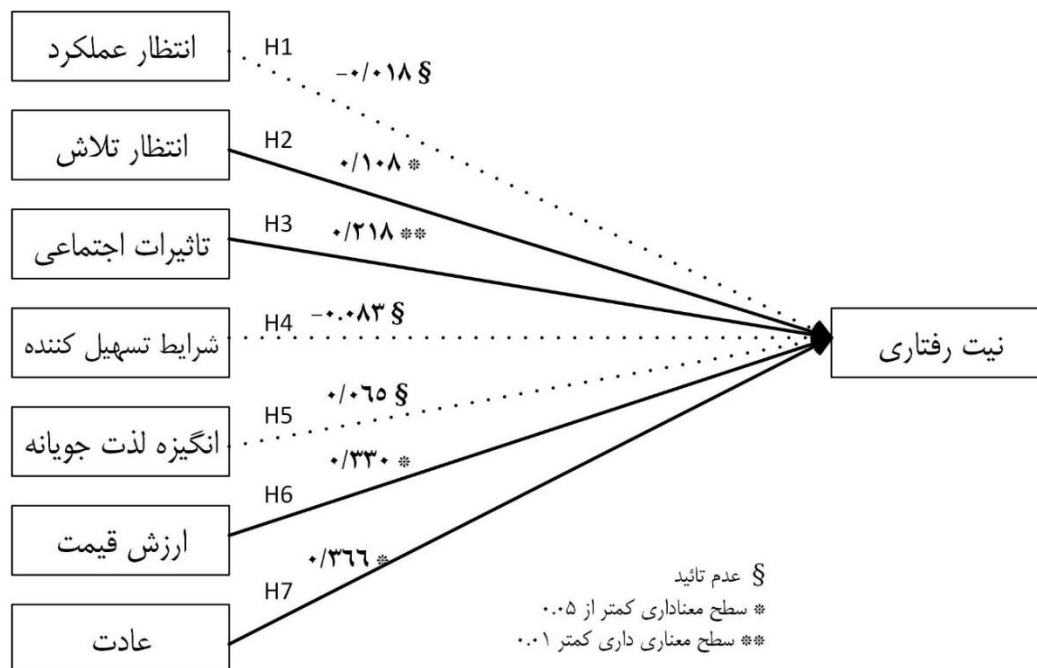 انتظار عملکرد
H1
-۰/۰۱۸ §
انتظار تلاش
H2
۰/۱۰۸ *
تاثیرات اجتماعی
H3
۰/۲۱۸ **
شرایط تسهیل کننده
H4
-۰.۰۸۳ §
انگیزه لذت جویانه
H5
۰/۰٦٥ §
ارزش قیمت
H6
۰/۳۳۰ *
عادت
H7
۰/۳٦٦ *
نیت رفتاری
§ عدم تائید
* سطح معناداری کمتر از ۰.۰۵
** سطح معناری داری کمتر ۰.۰۱